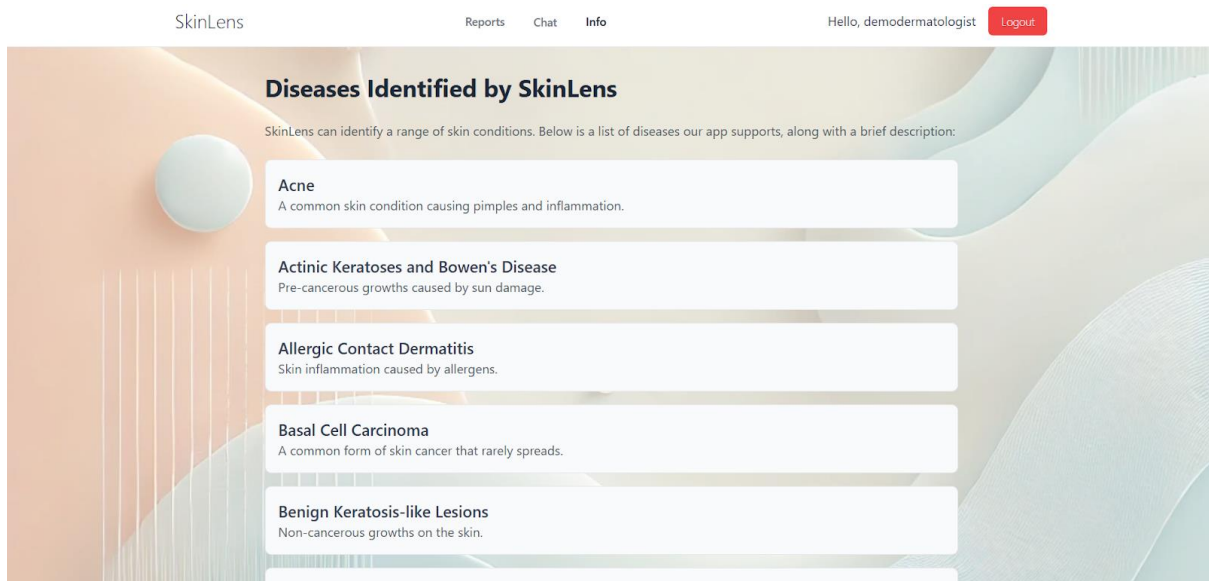 SkinLens
Reports
Chat
Info
Hello, demodermatologist
Logout
Diseases Identified by SkinLens
SkinLens can identify a range of skin conditions. Below is a list of diseases our app supports, along with a brief description:
Acne
A common skin condition causing pimples and inflammation.
Actinic Keratoses and Bowen's Disease
Pre-cancerous growths caused by sun damage.
Allergic Contact Dermatitis
Skin inflammation caused by allergens.
Basal Cell Carcinoma
A common form of skin cancer that rarely spreads.
Benign Keratosis-like Lesions
Non-cancerous growths on the skin.